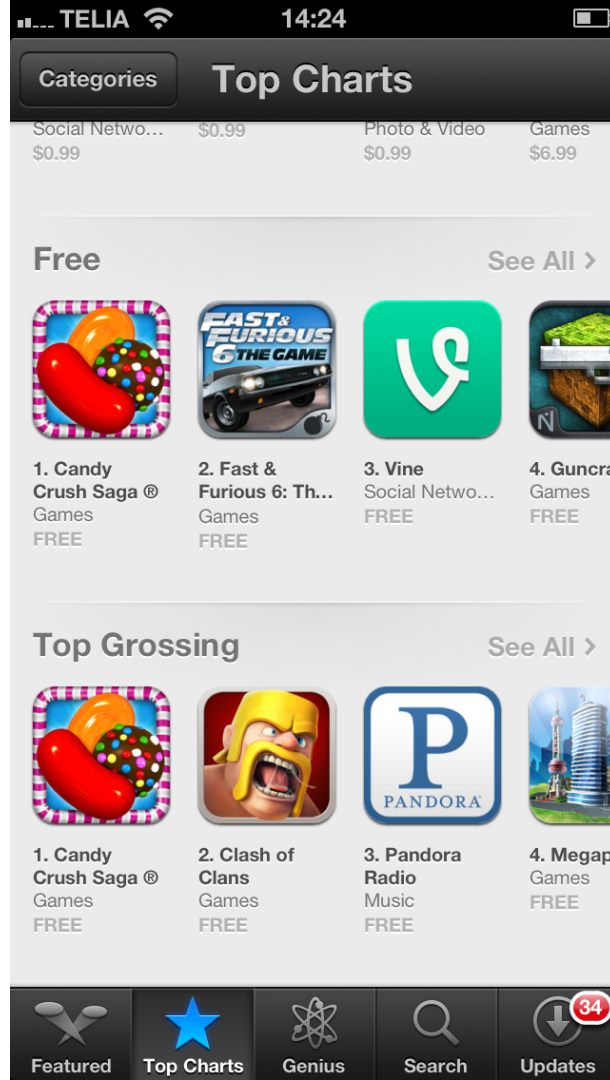 TELIA 14:24
Categories Top Charts
Social Netwo... Photo & Video Games
$0.99 $0.99 $0.99 $6.99
Free See All >
FAST &
FURIOUS
6 THE GAME
N
1. Candy 2. Fast & 3. Vine 4. Guncra
Crush Saga ® Furious 6: Th... Social Netwo... Games
Games Games FREE FREE
FREE FREE
Top Grossing See All >
P
PANDORA
1. Candy 2. Clash of 3. Pandora 4. Megap
Crush Saga ® Clans Radio Games
Games Games Music FREE
FREE FREE FREE
34
Featured Top Charts Genius Search Updates